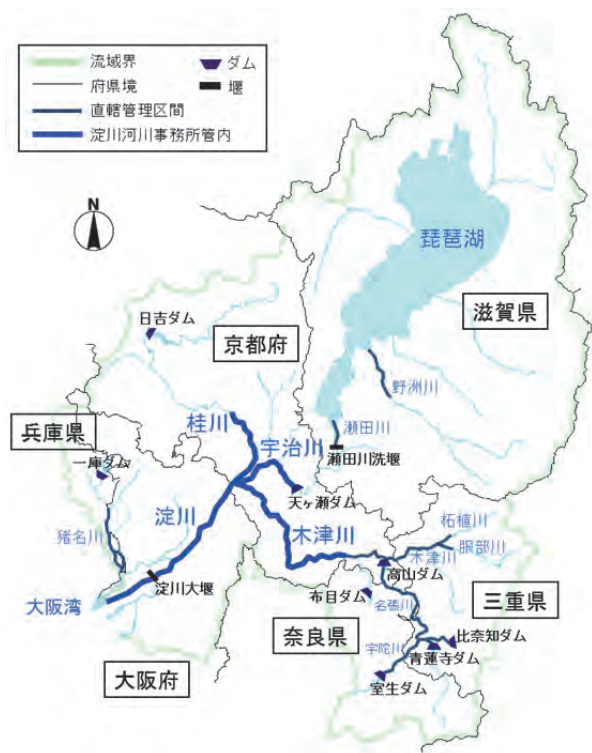 流域界
府県境
直轄管理区間
淀川河川事務所管内
ダム
堰
N
琵琶湖
滋賀県
日吉ダム
京都府
野洲川
桂川
瀬田川
兵庫県
宇治川
瀬田川洗堰
一庫ダム
天ヶ瀬ダム
淀川
木津川
柘植川
猪名川
服部川
木津川
高山ダム
淀川大堰
大阪湾
布目ダム
名張川
三重県
奈良県
比奈知ダム
宇陀川
青蓮寺ダム
大阪府
室生ダム